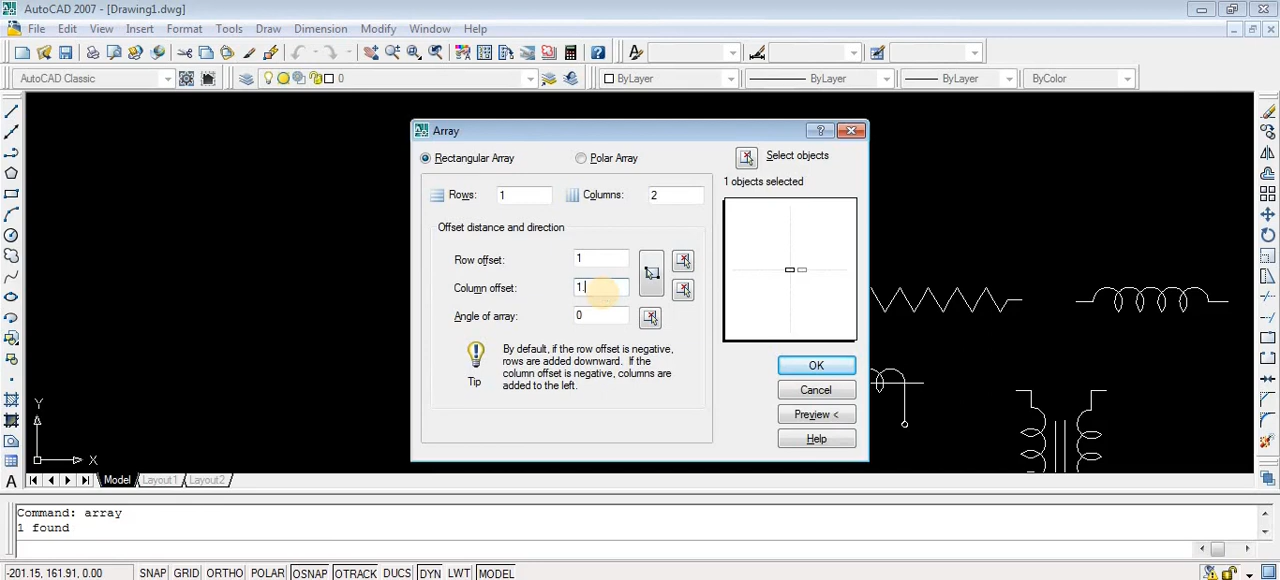 AutoCAD 2007 - [Drawing1.dwg]
File Edit View Insert Format Tools Draw Dimension Modify Window Help
AutoCAD Classic 0 ByLayer ByLayer ByLayer ByColor
Array
Rectangular Array Polar Array Select objects
1 objects selected
Rows: 1 Columns: 2
Offset distance and direction
Row offset: 1
Column offset: 1.
Angle of array: 0
By default, if the row offset is negative,
rows are added downward. If the
column offset is negative, columns are
added to the left.
Tip
OK
Cancel
Preview <
Help
Y
X
A
Model Layout1 Layout2
Command: array
1 found
-201.15, 161.91, 0.00 SNAP GRID ORTHO POLAR OSNAP OTRACK DUCS DYN LWT MODEL